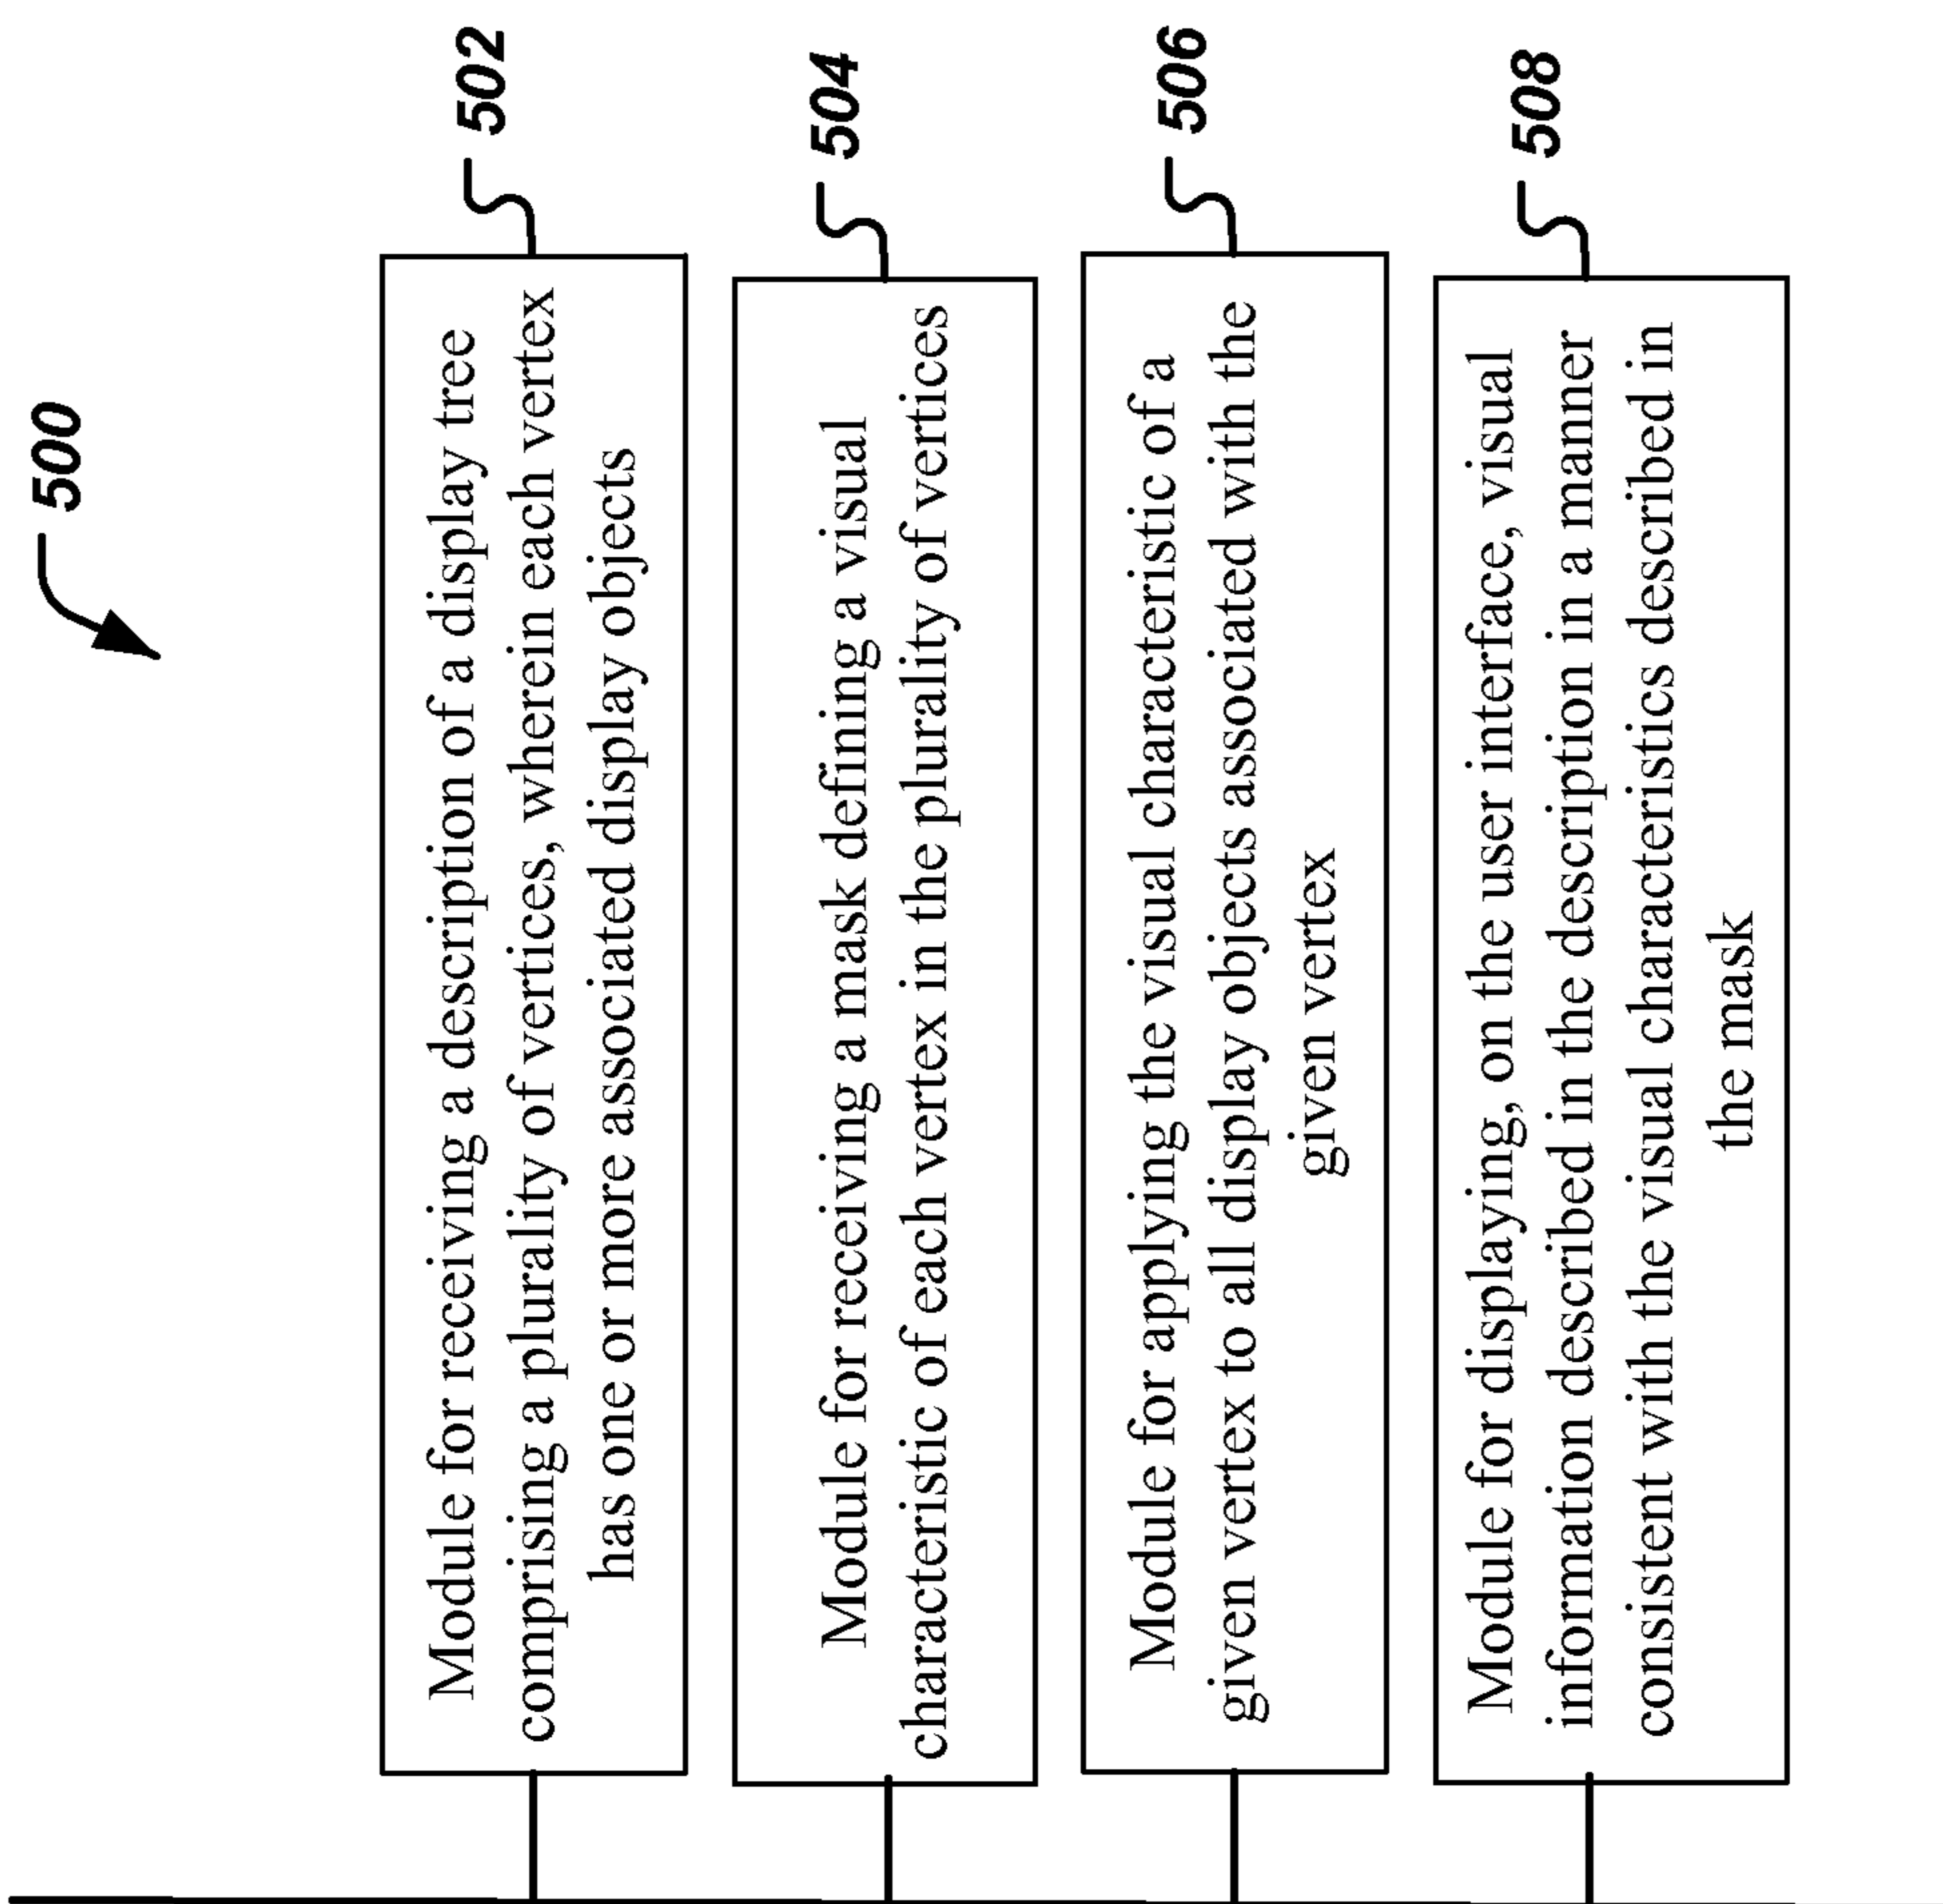 500
502
Module for receiving a description of a display tree
comprising a plurality of vertices, wherein each vertex
has one or more associated display objects
504
Module for receiving a mask defining a visual
characteristic of each vertex in the plurality of vertices
506
Module for applying the visual characteristic of a
given vertex to all display objects associated with the
given vertex
508
Module for displaying, on the user interface, visual
information described in the description in a manner
consistent with the visual characteristics described in
the mask